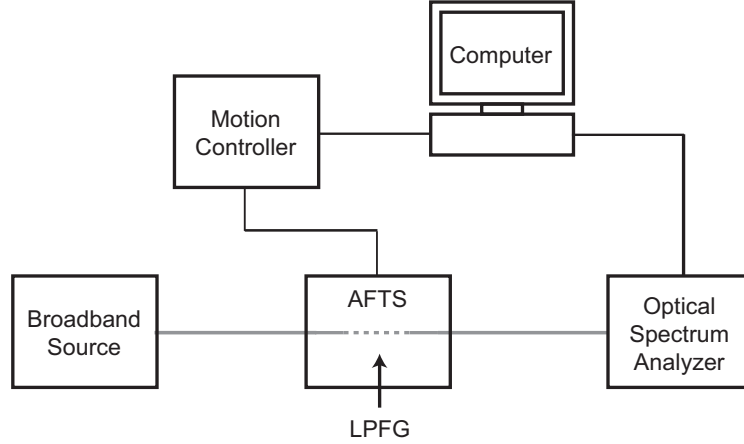 Computer
Motion
Controller
AFTS
Broadband
Source
Optical
Spectrum
Analyzer
LPFG